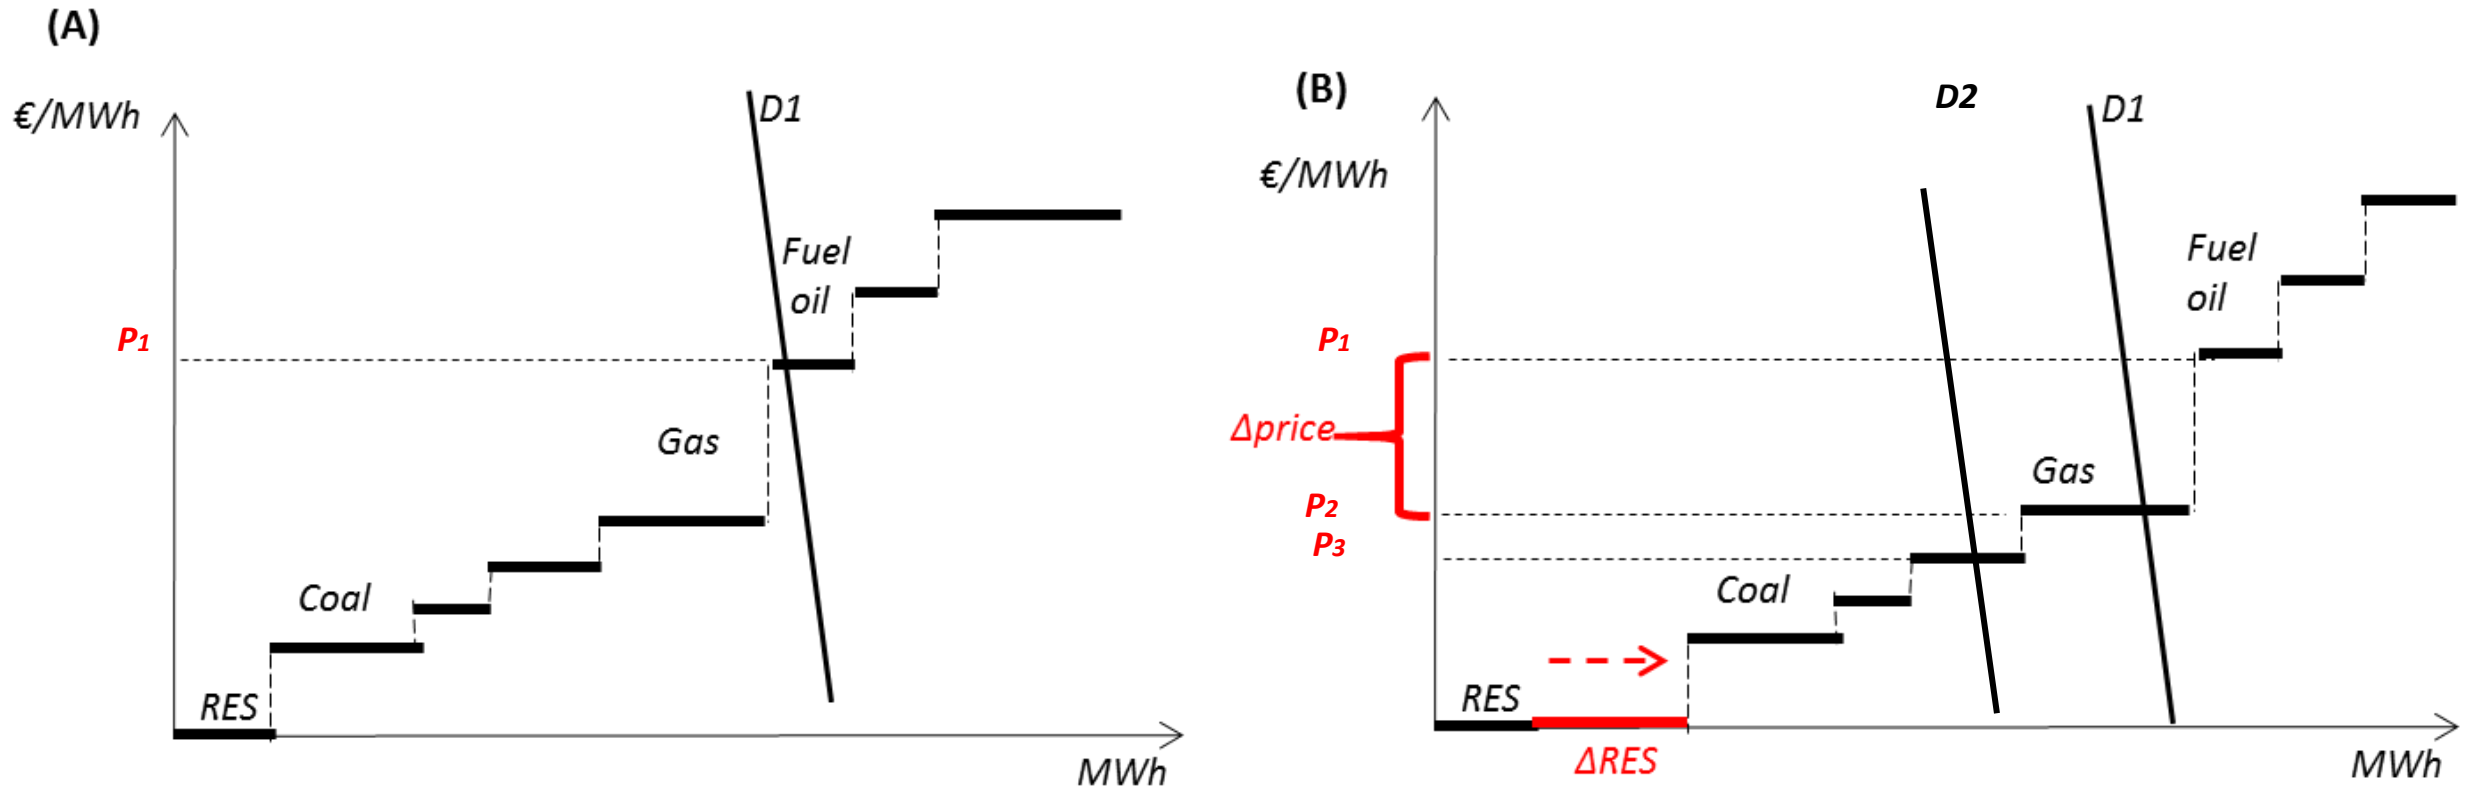 (A)
€/MWh
D1
Fuel
oil
P1
Gas
Coal
RES
MWh
(B)
€/MWh
D2
D1
Fuel
oil
P1
Δprice
Gas
P2
P3
Coal
RES
ΔRES
MWh